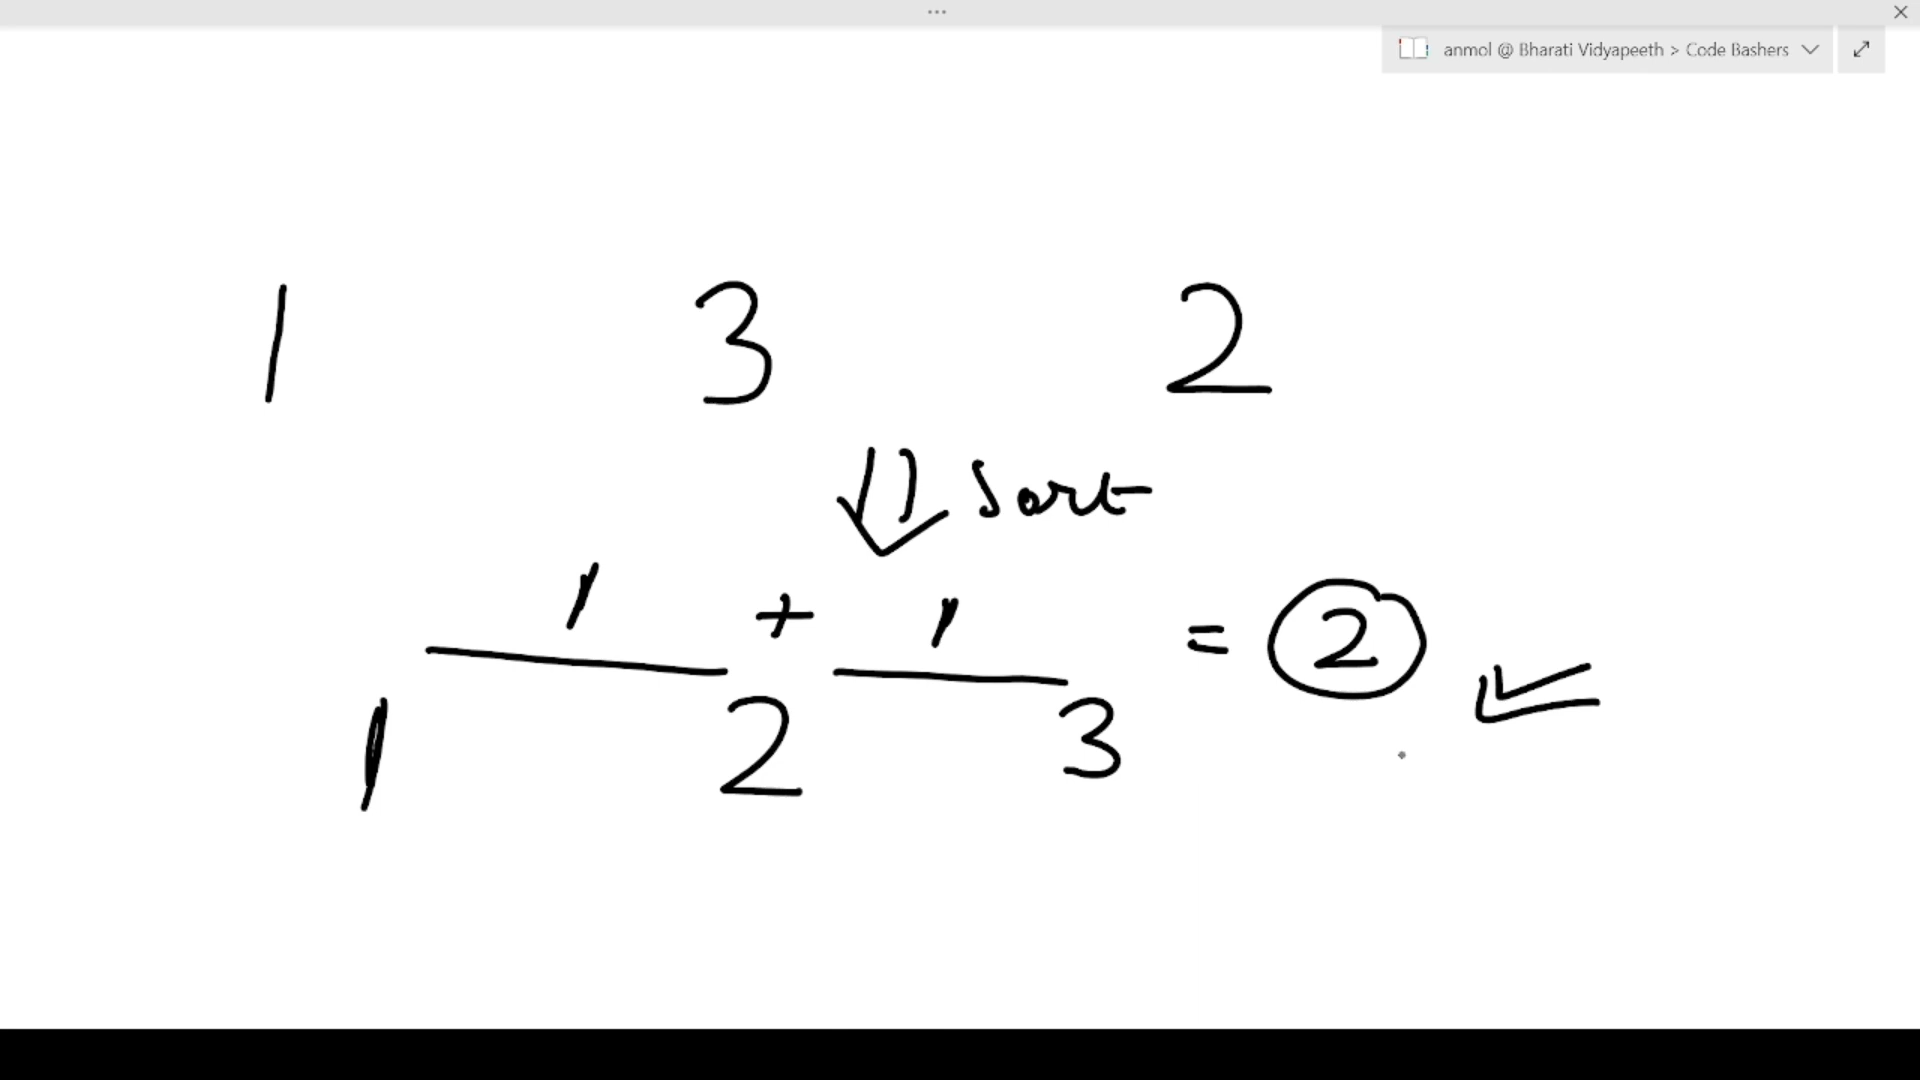 anmol @ Bharati Vidyapeeth > Code Bashers
1 3 2
Sort
1 + 1 = 2
1 2 3